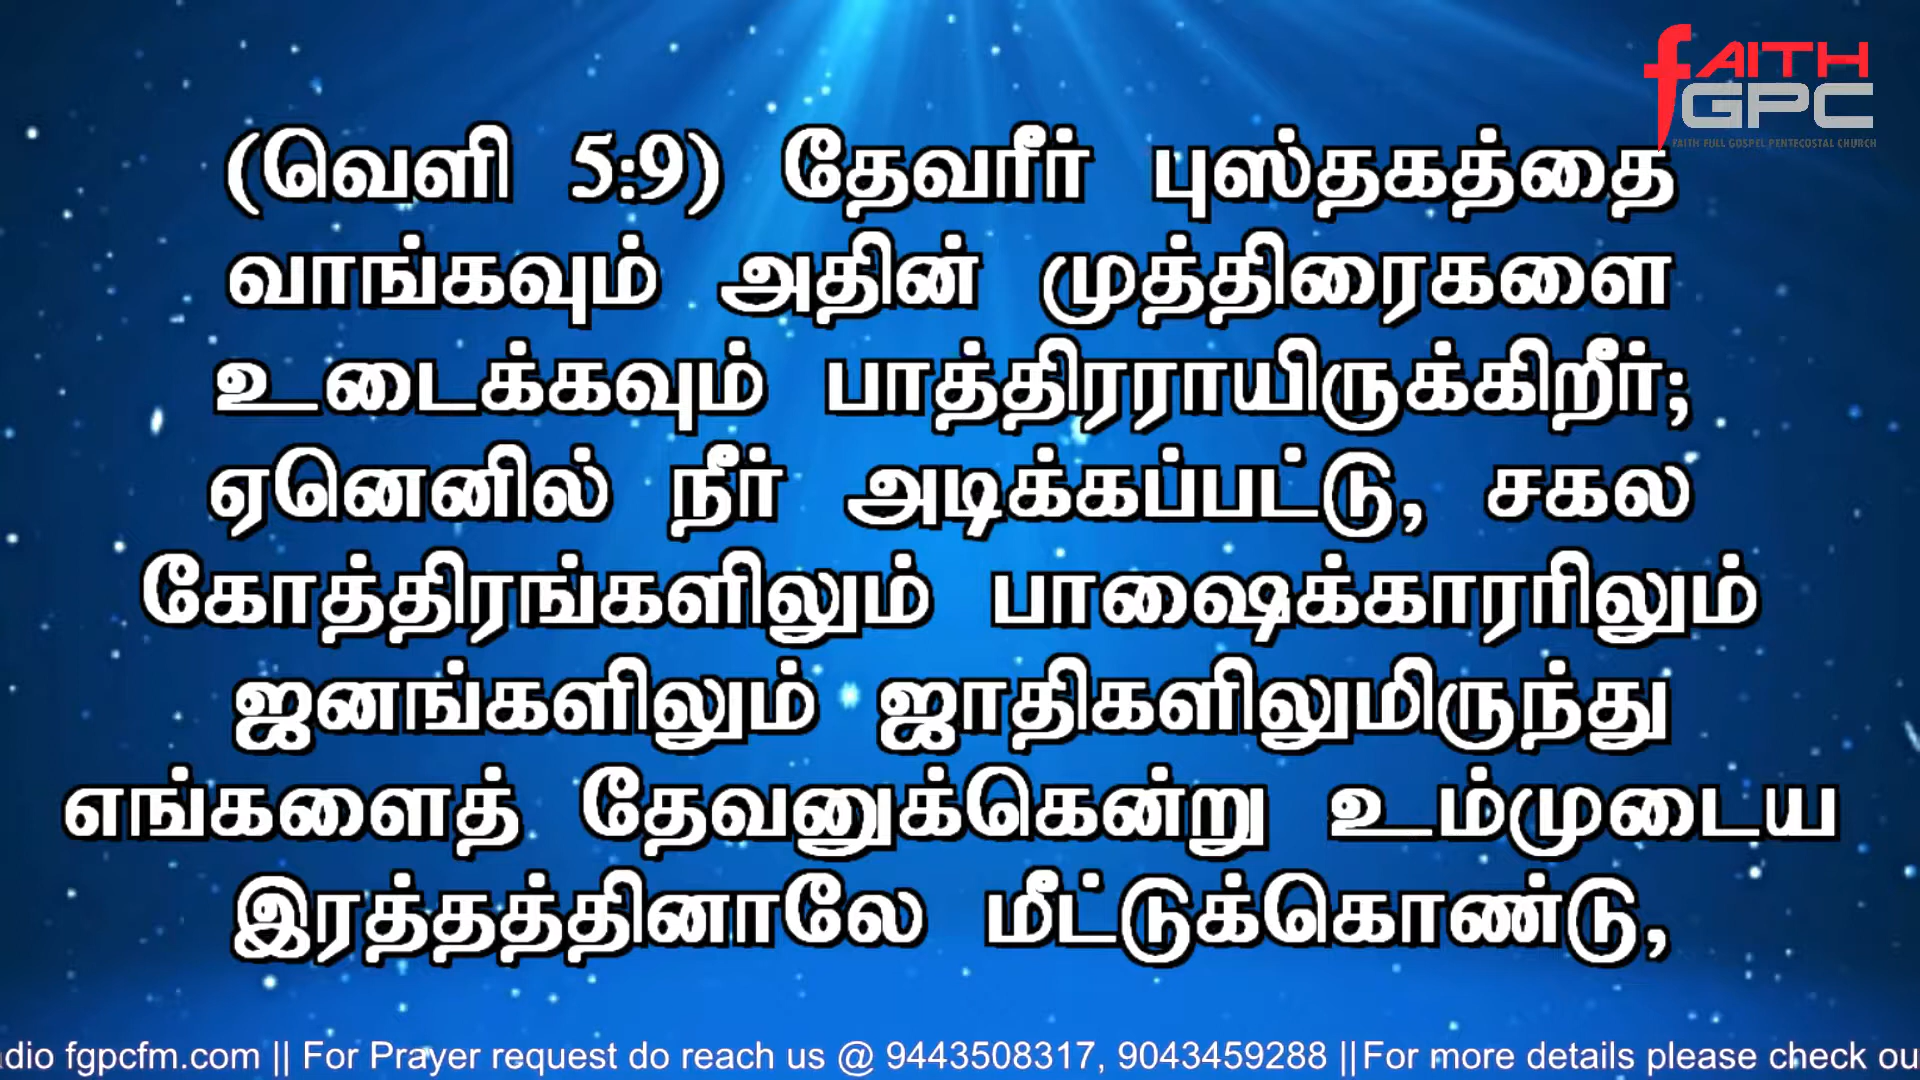 fAITH
GPC
FAITH FULL GOSPEL PENTECOSTAL CHURCH
(வெளி 5:9) தேவரீர் புஸ்தகத்தை
வாங்கவும் அதின் முத்திரைகளை
உடைக்கவும் பாத்திரராயிருக்கிறீர்;
ஏனெனில் நீர் அடிக்கப்பட்டு, சகல
கோத்திரங்களிலும் பாஷைக்காரரிலும்
ஜனங்களிலும் ஜாதிகளிலுமிருந்து
எங்களைத் தேவனுக்கென்று உம்முடைய
இரத்தத்தினாலே மீட்டுக்கொண்டு,
adio fgpcfm.com || For Prayer request do reach us @ 9443508317, 9043459288 ||For more details please check ou